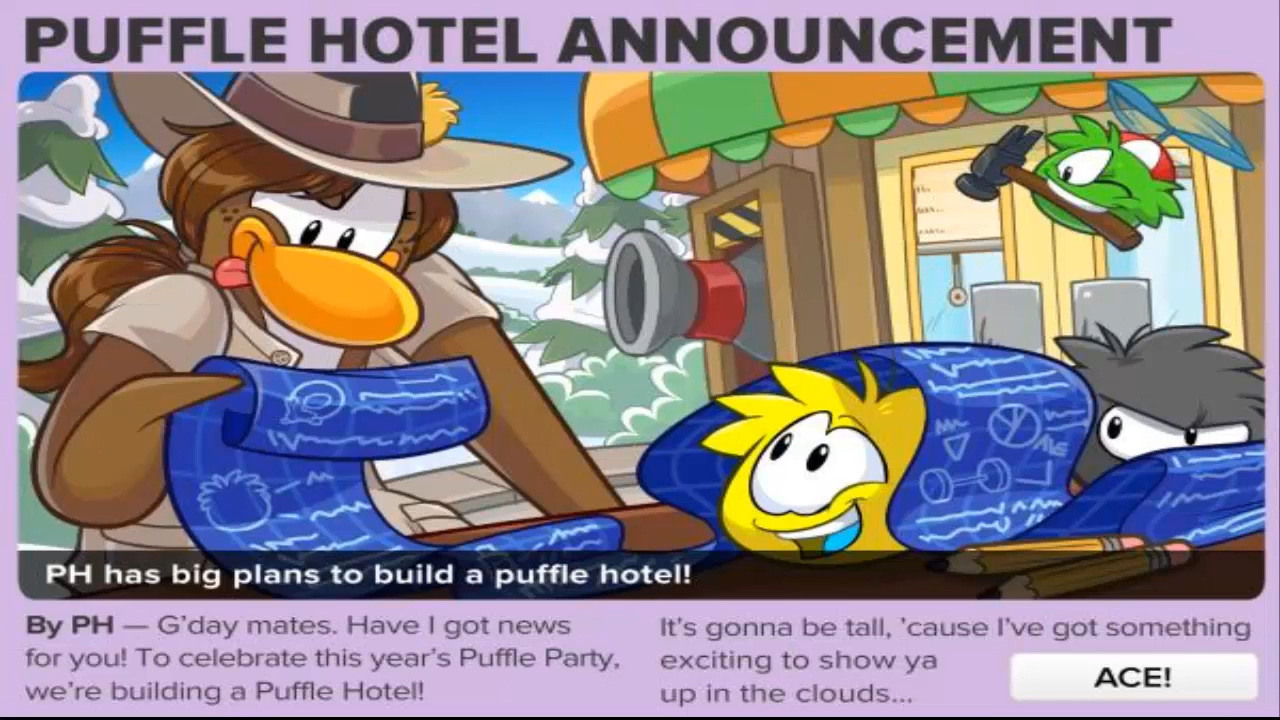 PUFFLE HOTEL ANNOUNCEMENT
PH has big plans to build a puffle hotel!
By PH — G'day mates. Have I got news
for you! To celebrate this year's Puffle Party,
we're building a Puffle Hotel!
It's gonna be tall, 'cause I've got something
exciting to show ya
up in the clouds...
ACE!